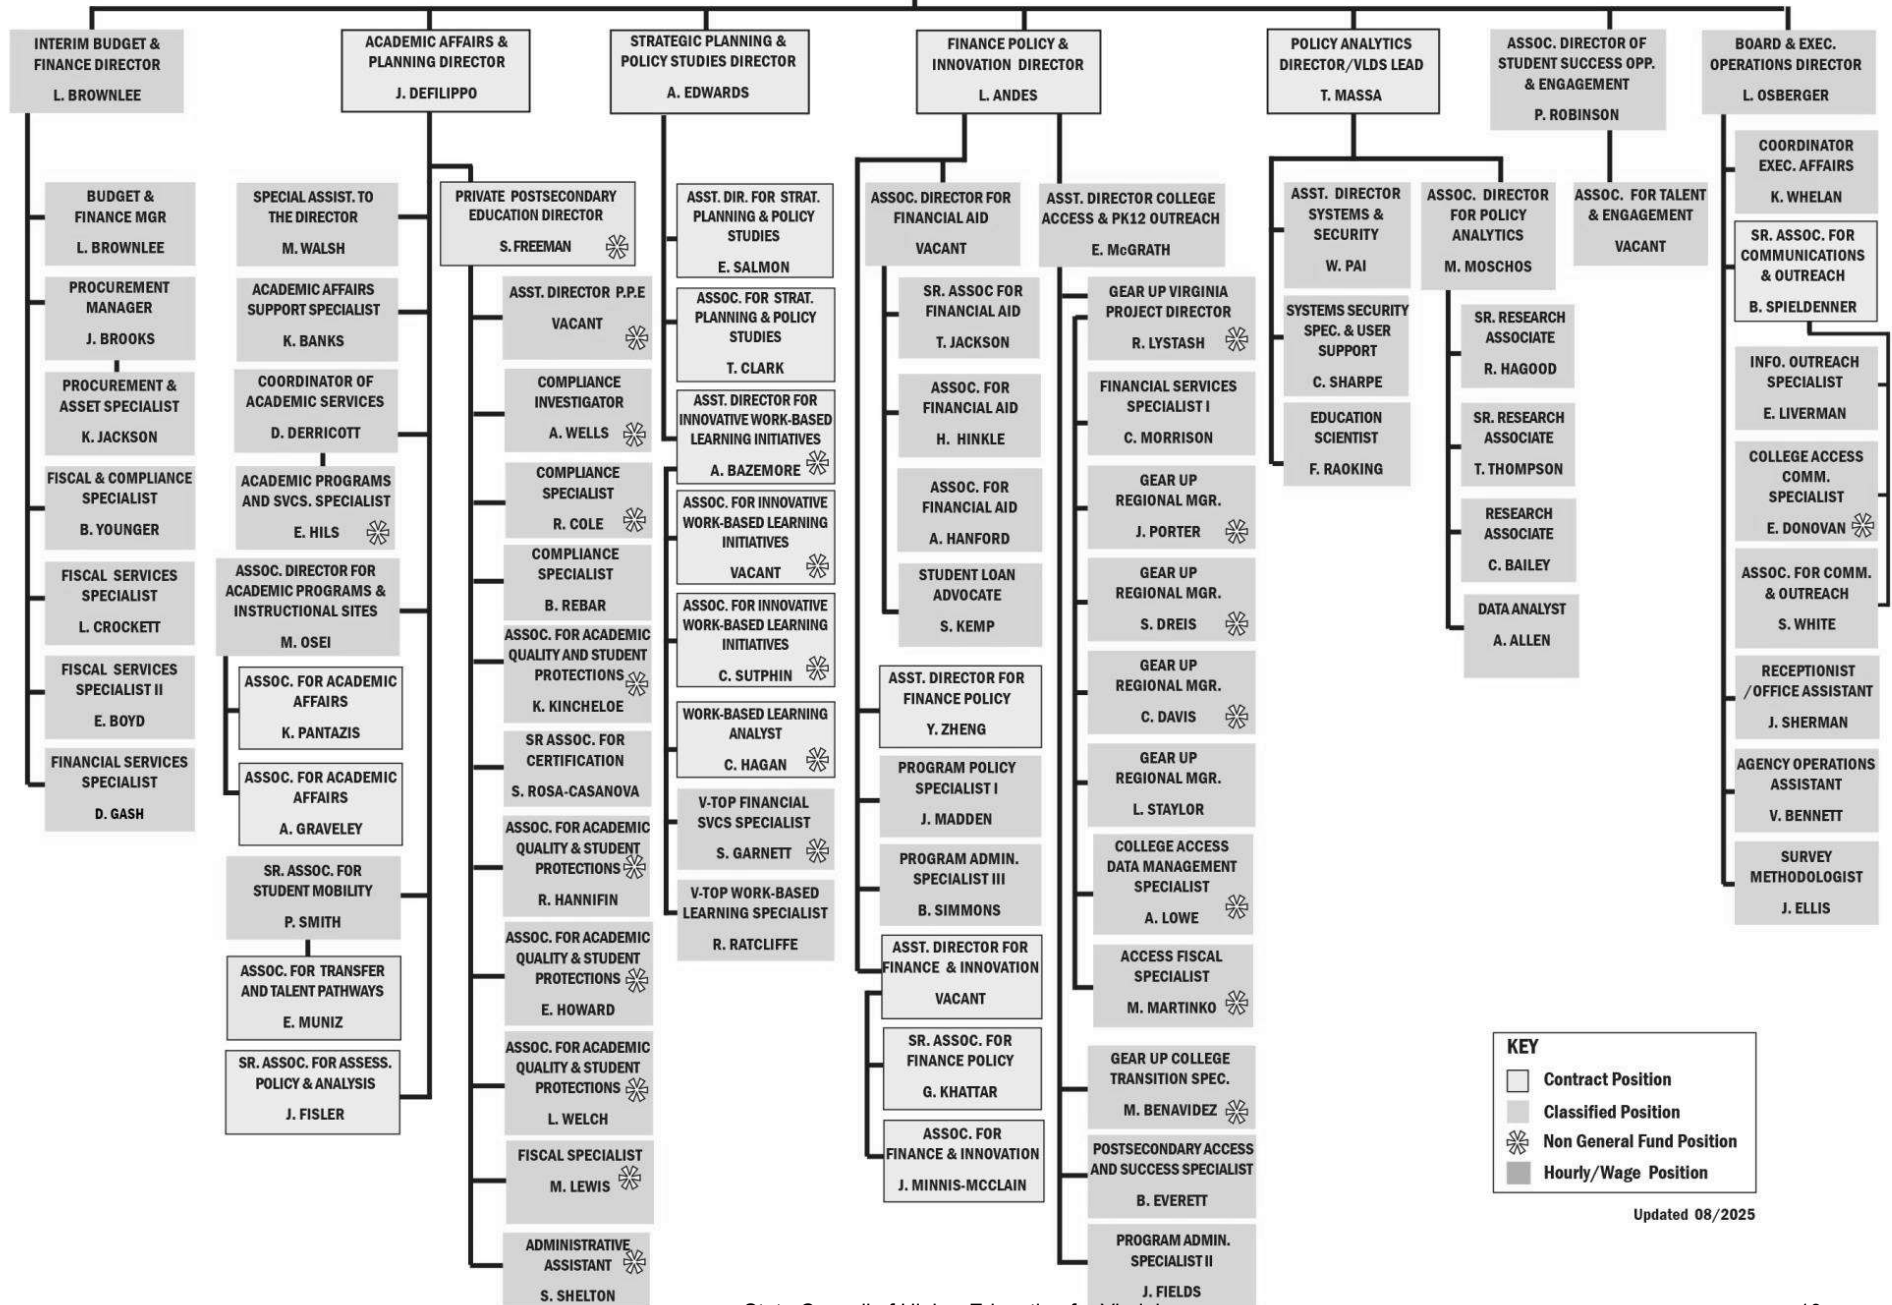 INTERIM BUDGET &
FINANCE DIRECTOR
L. BROWNLEE
BUDGET &
FINANCE MGR
L. BROWNLEE
PROCUREMENT
MANAGER
J. BROOKS
PROCUREMENT &
ASSET SPECIALIST
K. JACKSON
FISCAL & COMPLIANCE
SPECIALIST
B. YOUNGER
FISCAL SERVICES
SPECIALIST
L. CROCKETT
FISCAL SERVICES
SPECIALIST II
E. BOYD
FINANCIAL SERVICES
SPECIALIST
D. GASH
ACADEMIC AFFAIRS &
PLANNING DIRECTOR
J. DEFILIPPO
SPECIAL ASSIST. TO
THE DIRECTOR
M. WALSH
ACADEMIC AFFAIRS
SUPPORT SPECIALIST
K. BANKS
COORDINATOR OF
ACADEMIC SERVICES
D. DERRICOTT
ACADEMIC PROGRAMS
AND SVCS. SPECIALIST
E. HILS
ASSOC. DIRECTOR FOR
ACADEMIC PROGRAMS &
INSTRUCTIONAL SITES
M. OSEI
ASSOC. FOR ACADEMIC
AFFAIRS
K. PANTAZIS
ASSOC. FOR ACADEMIC
AFFAIRS
A. GRAVELEY
SR. ASSOC. FOR
STUDENT MOBILITY
P. SMITH
ASSOC. FOR TRANSFER
AND TALENT PATHWAYS
E. MUNIZ
SR. ASSOC. FOR ASSESS.
POLICY & ANALYSIS
J. FISLER
PRIVATE POSTSECONDARY
EDUCATION DIRECTOR
S. FREEMAN
ASST. DIRECTOR P.P.E
VACANT
COMPLIANCE
INVESTIGATOR
A. WELLS
COMPLIANCE
SPECIALIST
R. COLE
COMPLIANCE
SPECIALIST
B. REBAR
ASSOC. FOR ACADEMIC
QUALITY AND STUDENT
PROTECTIONS
K. KINCHELOE
SR ASSOC. FOR
CERTIFICATION
S. ROSA-CASANOVA
ASSOC. FOR ACADEMIC
QUALITY & STUDENT
PROTECTIONS
R. HANNIFIN
ASSOC. FOR ACADEMIC
QUALITY & STUDENT
PROTECTIONS
E. HOWARD
ASSOC. FOR ACADEMIC
QUALITY & STUDENT
PROTECTIONS
L. WELCH
FISCAL SPECIALIST
M. LEWIS
ADMINISTRATIVE
ASSISTANT
S. SHELTON
STRATEGIC PLANNING &
POLICY STUDIES DIRECTOR
A. EDWARDS
ASST. DIR. FOR STRAT.
PLANNING & POLICY
STUDIES
E. SALMON
ASSOC. FOR STRAT.
PLANNING & POLICY
STUDIES
T. CLARK
ASST. DIRECTOR FOR
INNOVATIVE WORK-BASED
LEARNING INITIATIVES
A. BAZEMORE
ASSOC. FOR INNOVATIVE
WORK-BASED LEARNING
INITIATIVES
VACANT
ASSOC. FOR INNOVATIVE
WORK-BASED LEARNING
INITIATIVES
C. SUTPHIN
WORK-BASED LEARNING
ANALYST
C. HAGAN
V-TOP FINANCIAL
SVCS SPECIALIST
S. GARNETT
V-TOP WORK-BASED
LEARNING SPECIALIST
R. RATCLIFFE
FINANCE POLICY &
INNOVATION DIRECTOR
L. ANDES
ASSOC. DIRECTOR FOR
FINANCIAL AID
VACANT
SR. ASSOC FOR
FINANCIAL AID
T. JACKSON
ASSOC. FOR
FINANCIAL AID
H. HINKLE
ASSOC. FOR
FINANCIAL AID
A. HANFORD
STUDENT LOAN
ADVOCATE
S. KEMP
ASST. DIRECTOR FOR
FINANCE POLICY
Y. ZHENG
PROGRAM POLICY
SPECIALIST I
J. MADDEN
PROGRAM ADMIN.
SPECIALIST III
B. SIMMONS
ASST. DIRECTOR FOR
FINANCE & INNOVATION
VACANT
SR. ASSOC. FOR
FINANCE POLICY
G. KHATTAR
ASSOC. FOR
FINANCE & INNOVATION
J. MINNIS-MCCLAIN
ASST. DIRECTOR COLLEGE
ACCESS & PK12 OUTREACH
E. McGRATH
GEAR UP VIRGINIA
PROJECT DIRECTOR
R. LYSTASH
FINANCIAL SERVICES
SPECIALIST I
C. MORRISON
GEAR UP
REGIONAL MGR.
J. PORTER
GEAR UP
REGIONAL MGR.
S. DREIS
GEAR UP
REGIONAL MGR.
C. DAVIS
GEAR UP
REGIONAL MGR.
L. STAYLOR
COLLEGE ACCESS
DATA MANAGEMENT
SPECIALIST
A. LOWE
ACCESS FISCAL
SPECIALIST
M. MARTINKO
GEAR UP COLLEGE
TRANSITION SPEC.
M. BENAVIDEZ
POSTSECONDARY ACCESS
AND SUCCESS SPECIALIST
B. EVERETT
PROGRAM ADMIN.
SPECIALIST II
J. FIELDS
POLICY ANALYTICS
DIRECTOR/VLDS LEAD
T. MASSA
ASST. DIRECTOR
SYSTEMS &
SECURITY
W. PAI
SYSTEMS SECURITY
SPEC. & USER
SUPPORT
C. SHARPE
EDUCATION
SCIENTIST
F. RAOKING
ASSOC. DIRECTOR
FOR POLICY
ANALYTICS
M. MOSCHOS
SR. RESEARCH
ASSOCIATE
R. HAGOOD
SR. RESEARCH
ASSOCIATE
T. THOMPSON
RESEARCH
ASSOCIATE
C. BAILEY
DATA ANALYST
A. ALLEN
ASSOC. DIRECTOR OF
STUDENT SUCCESS OPP.
& ENGAGEMENT
P. ROBINSON
ASSOC. FOR TALENT
& ENGAGEMENT
VACANT
BOARD & EXEC.
OPERATIONS DIRECTOR
L. OSBERGER
COORDINATOR
EXEC. AFFAIRS
K. WHELAN
SR. ASSOC. FOR
COMMUNICATIONS
& OUTREACH
B. SPIELDENNER
INFO. OUTREACH
SPECIALIST
E. LIVERMAN
COLLEGE ACCESS
COMM.
SPECIALIST
E. DONOVAN
ASSOC. FOR COMM.
& OUTREACH
S. WHITE
RECEPTIONIST
/OFFICE ASSISTANT
J. SHERMAN
AGENCY OPERATIONS
ASSISTANT
V. BENNETT
SURVEY
METHODOLOGIST
J. ELLIS
KEY
Contract Position
Classified Position
Non General Fund Position
Hourly/Wage Position
Updated 08/2025